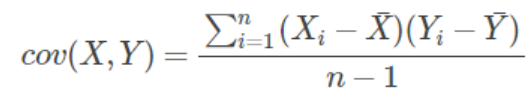 cov(X, Y) = \frac{\sum_{i=1}^{n}(X_i - \bar{X})(Y_i - \bar{Y})}{n - 1}